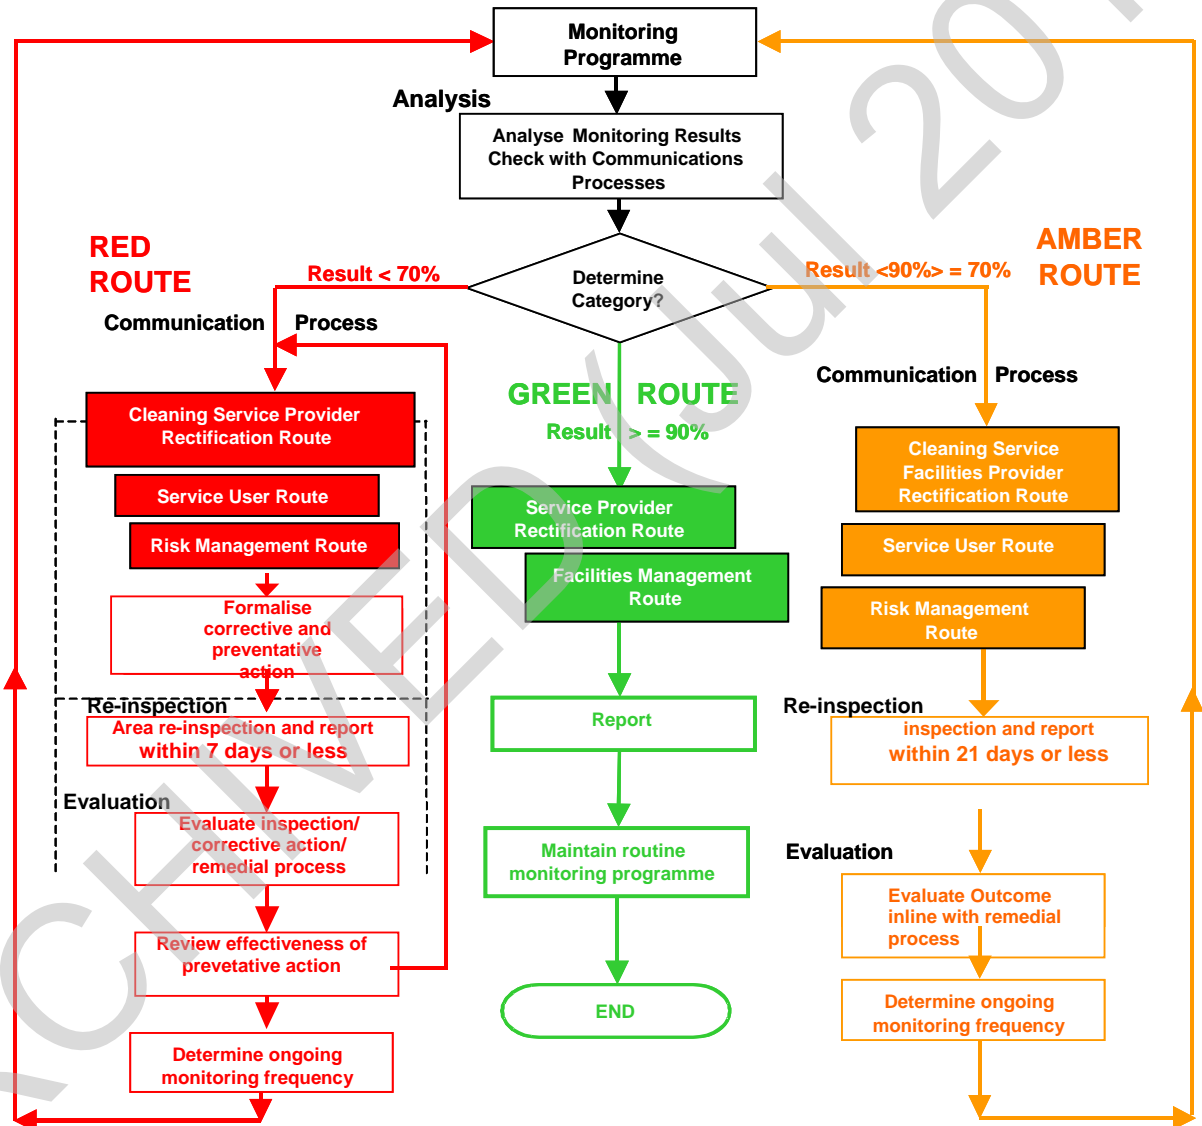 Monitoring
Programme
Analysis
Analyse Monitoring Results
Check with Communications
Processes
Determine
Category?
RED
ROUTE
Result < 70%
Communication Process
Cleaning Service Provider
Rectification Route
Service User Route
Risk Management Route
Formalise
corrective and
preventative
action
Re-inspection
Area re-inspection and report
within 7 days or less
Evaluation
Evaluate inspection/
corrective action/
remedial process
Review effectiveness of
prevetative action
Determine ongoing
monitoring frequency
GREEN ROUTE
Result > = 90%
Service Provider
Rectification Route
Facilities Management
Route
Report
Maintain routine
monitoring programme
END
AMBER
ROUTE
Result <90%> = 70%
Communication Process
Cleaning Service
Facilities Provider
Rectification Route
Service User Route
Risk Management
Route
Re-inspection
inspection and report
within 21 days or less
Evaluation
Evaluate Outcome
inline with remedial
process
Determine ongoing
monitoring frequency
CHIVED (Jul 201